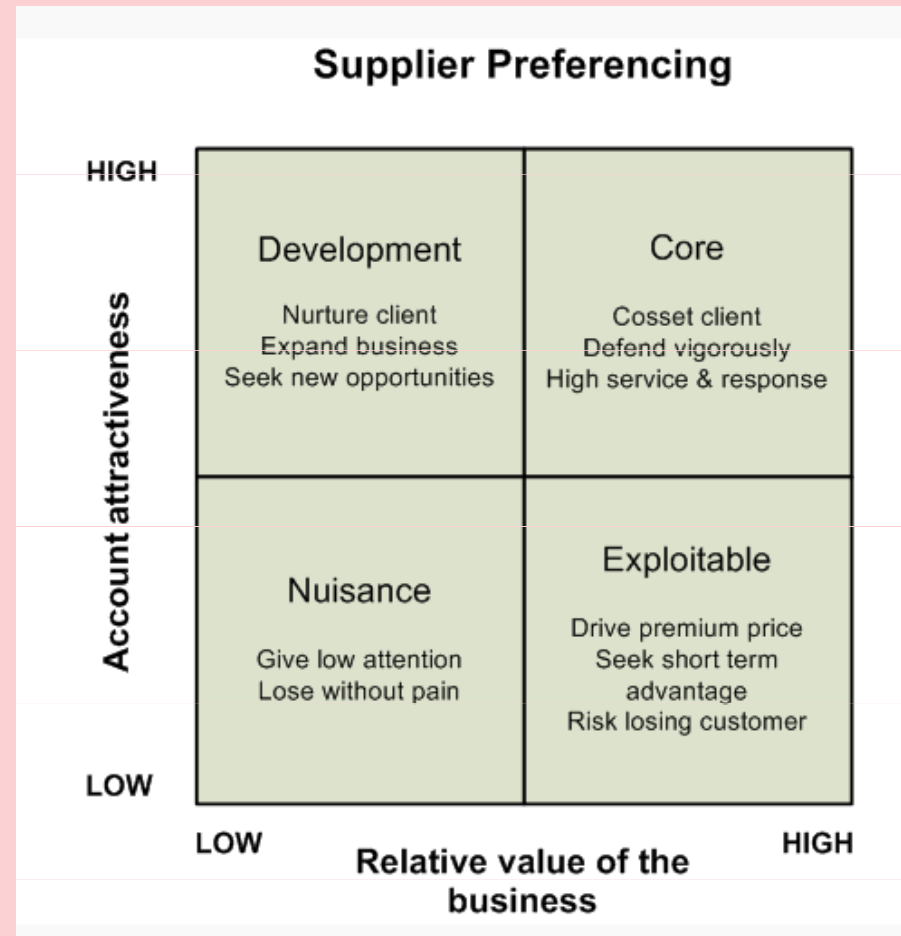 Supplier Preferencing
HIGH
Development
Nurture client
Expand business
Seek new opportunities
Core
Cosset client
Defend vigorously
High service & response
Account attractiveness
Nuisance
Give low attention
Lose without pain
Exploitable
Drive premium price
Seek short term
advantage
Risk losing customer
LOW
LOW
HIGH
Relative value of the
business